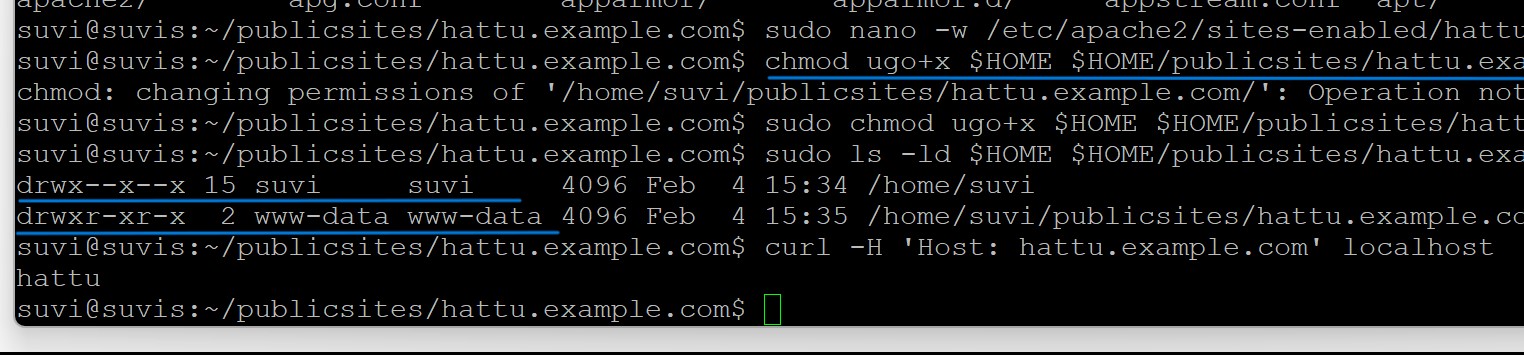 apache2/ apg.conf apparmor/ apparmor.d/ appstream.conf apt/
suvi@suvis:~/publicsites/hattu.example.com$ sudo nano -w /etc/apache2/sites-enabled/hattu
suvi@suvis:~/publicsites/hattu.example.com$ chmod ugo+x $HOME $HOME/publicsites/hattu.exa
chmod: changing permissions of '/home/suvi/publicsites/hattu.example.com/': Operation not
suvi@suvis:~/publicsites/hattu.example.com$ sudo chmod ugo+x $HOME $HOME/publicsites/hatt
suvi@suvis:~/publicsites/hattu.example.com$ sudo ls -ld $HOME $HOME/publicsites/hattu.exa
drwx--x--x 15 suvi     suvi     4096 Feb  4 15:34 /home/suvi
drwxr-xr-x  2 www-data www-data 4096 Feb  4 15:35 /home/suvi/publicsites/hattu.example.co
suvi@suvis:~/publicsites/hattu.example.com$ curl -H 'Host: hattu.example.com' localhost
hattu
suvi@suvis:~/publicsites/hattu.example.com$